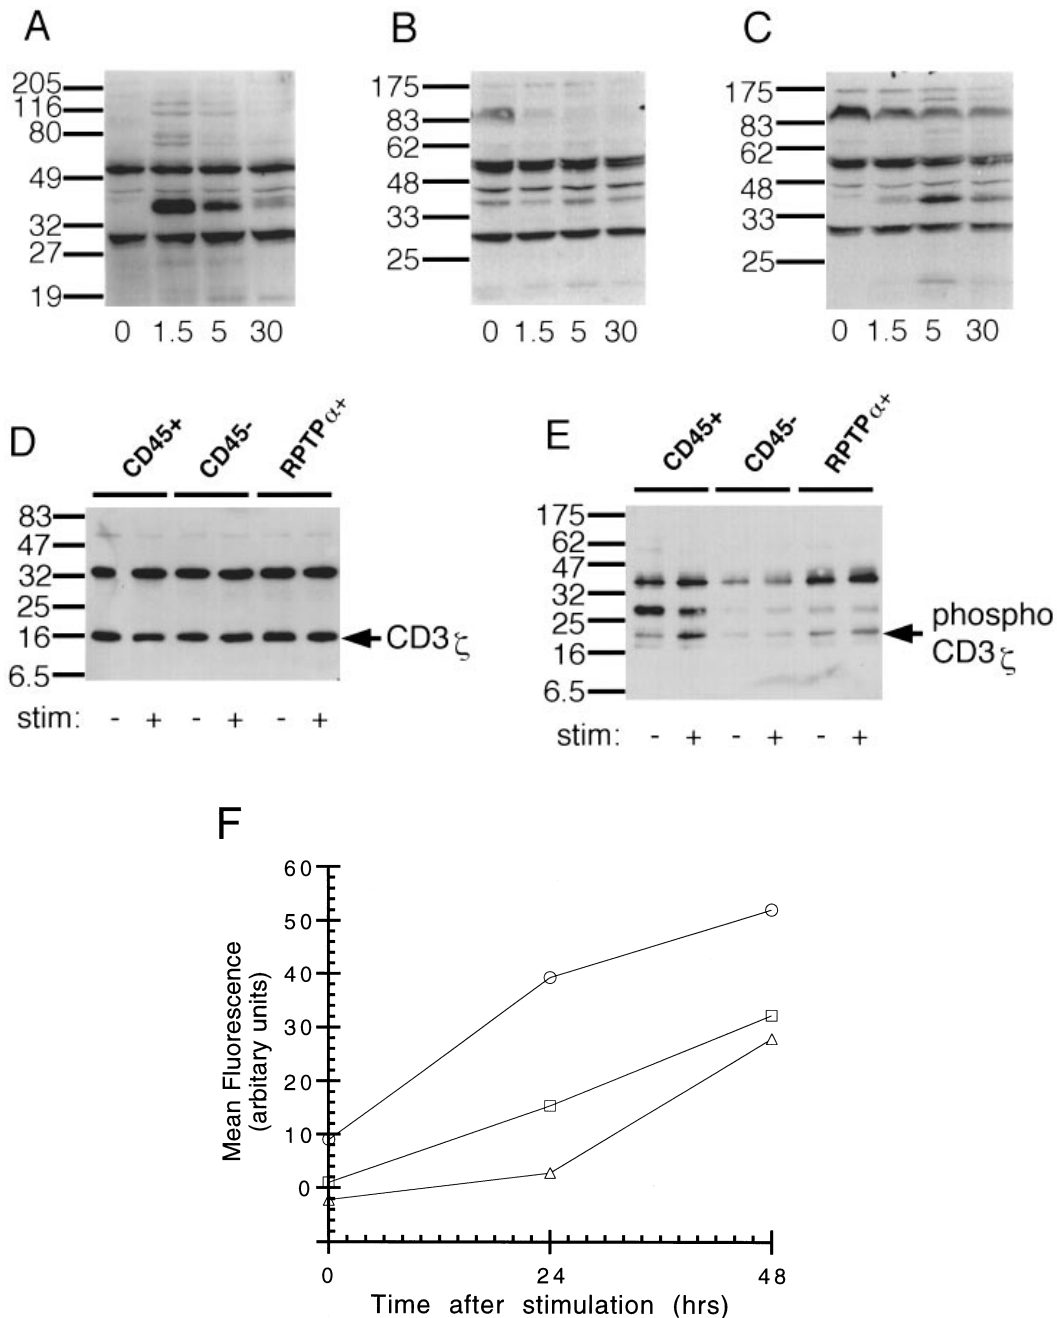 A
B
C
205
116
80
49
32
27
19
0 1.5 5 30
175
83
62
48
33
25
0 1.5 5 30
175
83
62
48
33
25
0 1.5 5 30
D
CD45+
CD45-
RPTPα+
83
47
32
25
16
6.5
CD3ζ
stim: - + - + - +
E
CD45+
CD45-
RPTPα+
175
62
47
32
25
16
6.5
phospho
CD3ζ
stim: - + - + - +
F
Mean Fluorescence
(arbitary units)
60
50
40
30
20
10
0
0 24 48
Time after stimulation (hrs)